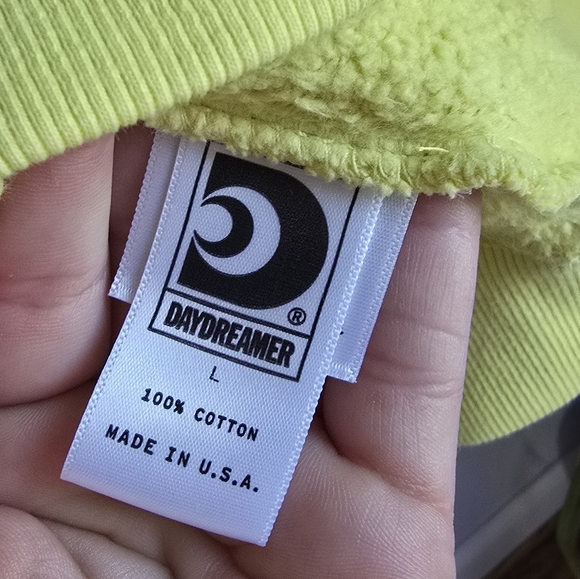 ®
DAYDREAMER
L
100% COTTON
MADE IN U.S.A.